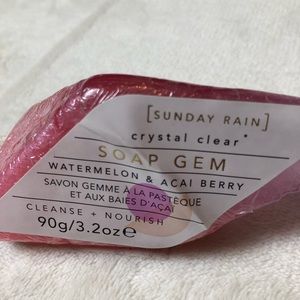 [SUNDAY RAIN]
crystal clear*
SOAP GEM
WATERMELON & ACAI BERRY
SAVON GEMME À LA PASTÈQUE
ET AUX BAIES D'AÇAÏ
CLEANSE + NOURISH
90g/3.2oz℮